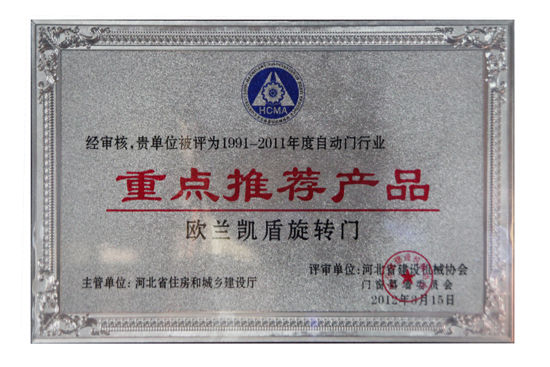 HCMA
经审核,贵单位被评为1991-2011年度自动门行业
重点推荐产品
欧兰凯盾旋转门
主管单位: 河北省住房和城乡建设厅
评审单位: 河北省建设机械协会
门窗幕墙委员会
2012年3月15日